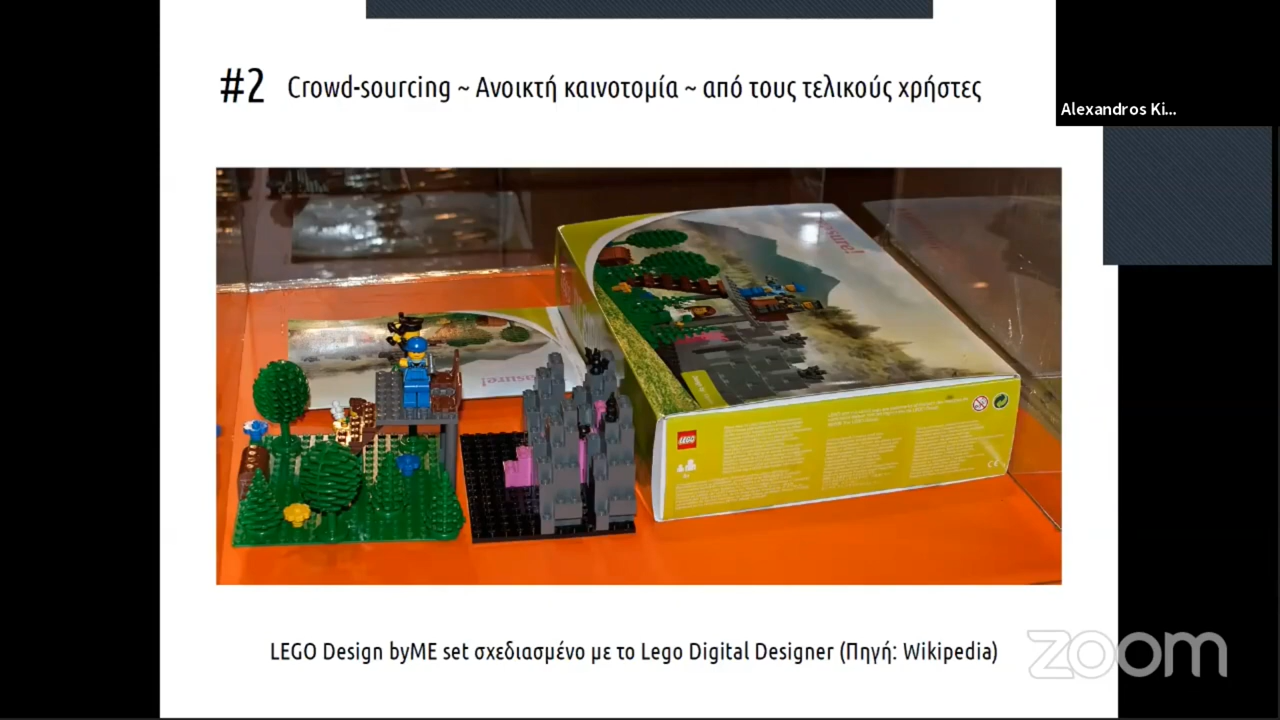 #2 Crowd-sourcing ~ Ανοικτή καινοτομία ~ από τους τελικούς χρήστες
Alexandros Ki...
LEGO
LEGO Design byME set σχεδιασμένο με το Lego Digital Designer (Πηγή: Wikipedia)
zoom